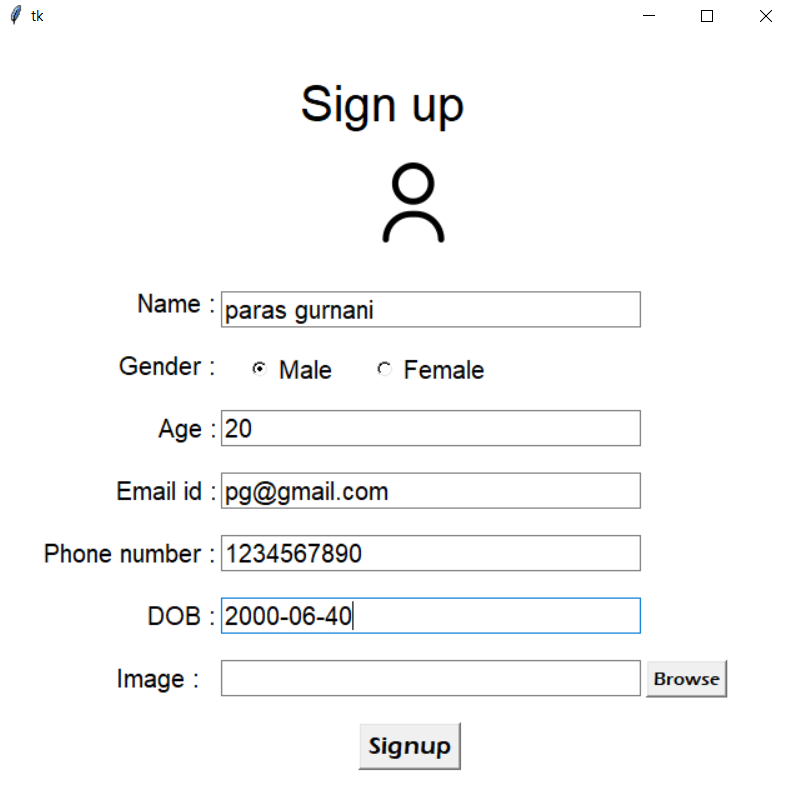 tk
Sign up
Name : paras gurnani
Gender : Male Female
Age : 20
Email id : pg@gmail.com
Phone number : 1234567890
DOB : 2000-06-40
Image : Browse
Signup